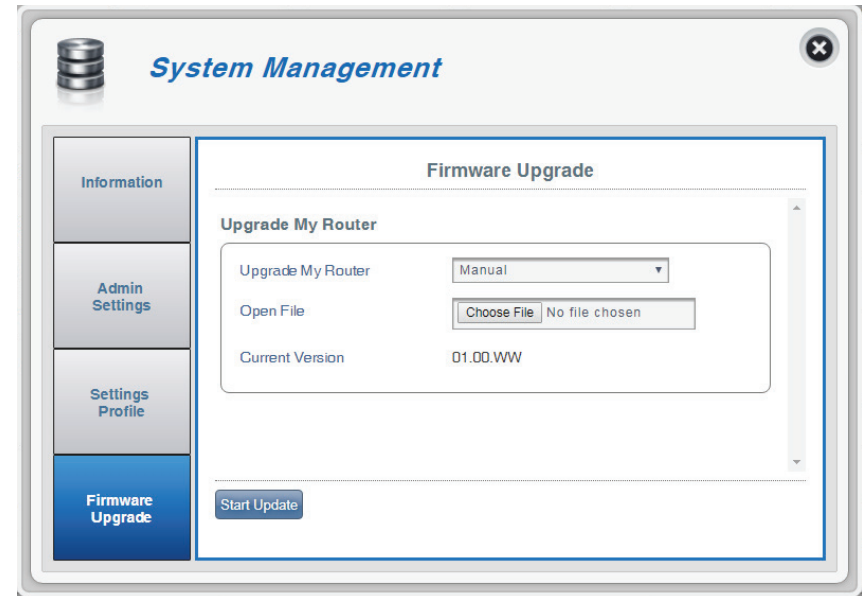 System Management
Information
Admin
Settings
Settings
Profile
Firmware
Upgrade
Firmware Upgrade
Upgrade My Router
Upgrade My Router
Manual
Open File
Choose File No file chosen
Current Version
01.00.WW
Start Update